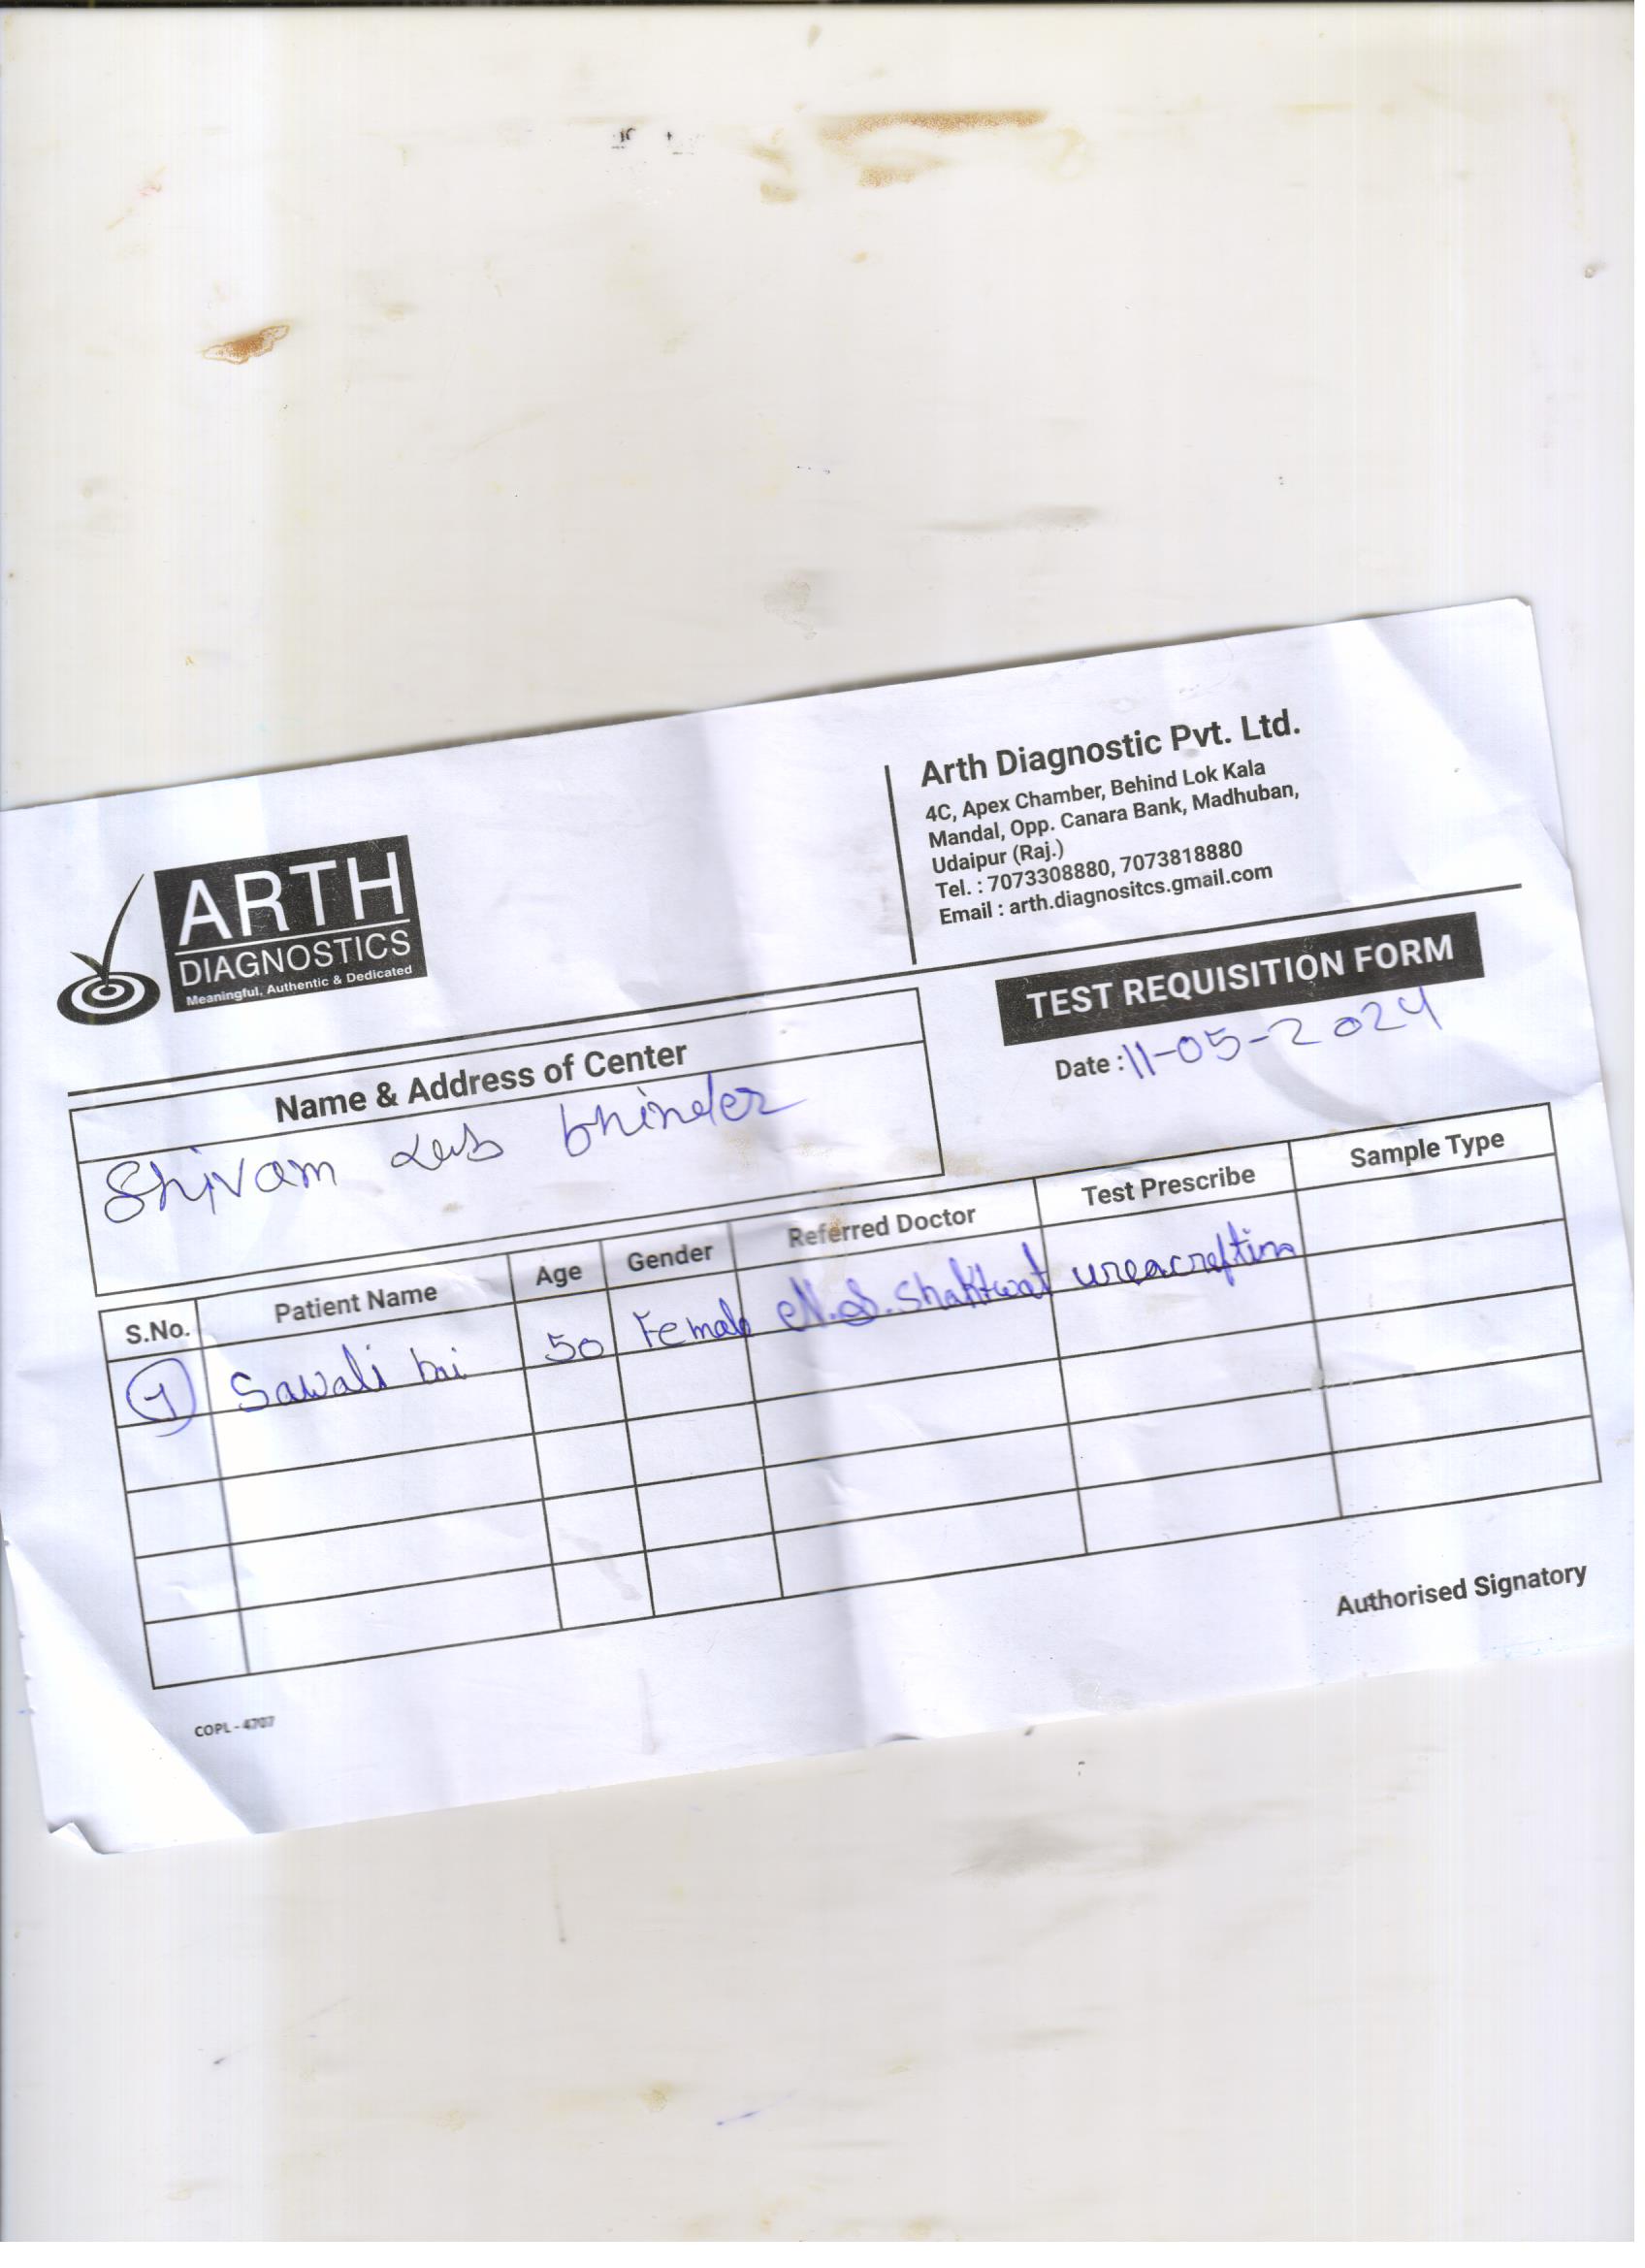 ARTH
DIAGNOSTICS
Meaningful, Authentic & Dedicated
Arth Diagnostic Pvt. Ltd.
4C, Apex Chamber, Behind Lok Kala
Mandal, Opp. Canara Bank, Madhuban,
Udaipur (Raj.)
Tel. : 7073308880, 7073818880
Email : arth.diagnositcs.gmail.com
TEST REQUISITION FORM
Date : 11-05-2024
Name & Address of Center
Shivam Lab bhinder
S.No. Patient Name Age Gender Referred Doctor Test Prescribe Sample Type
1 Sawali bai 50 Female N.S. Shaktwat ureacreftim
Authorised Signatory
COPL - 4707